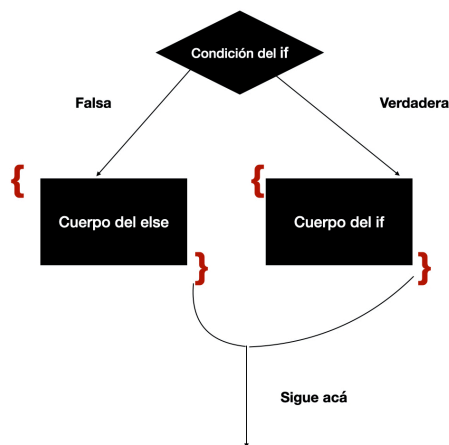 Condición del if
Falsa
Verdadera
{
{
Cuerpo del else
Cuerpo del if
}
}
Sigue acá